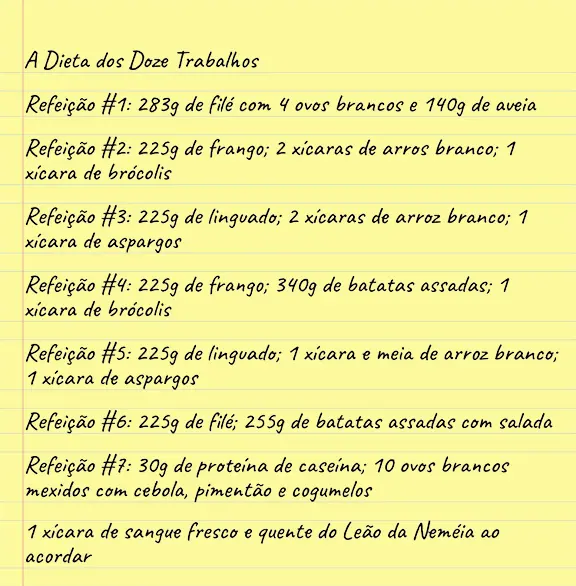 A Dieta dos Doze Trabalhos
Refeição #1: 283g de filé com 4 ovos brancos e 140g de aveia
Refeição #2: 225g de frango; 2 xícaras de arros branco; 1
xícara de brócolis
Refeição #3: 225g de linguado; 2 xícaras de arroz branco; 1
xícara de aspargos
Refeição #4: 225g de frango; 340g de batatas assadas; 1
xícara de brócolis
Refeição #5: 225g de linguado; 1 xícara e meia de arroz branco;
1 xícara de aspargos
Refeição #6: 225g de filé; 255g de batatas assadas com salada
Refeição #7: 30g de proteína de caseína; 10 ovos brancos
mexidos com cebola, pimentão e cogumelos
1 xícara de sangue fresco e quente do Leão da Neméia ao
acordar